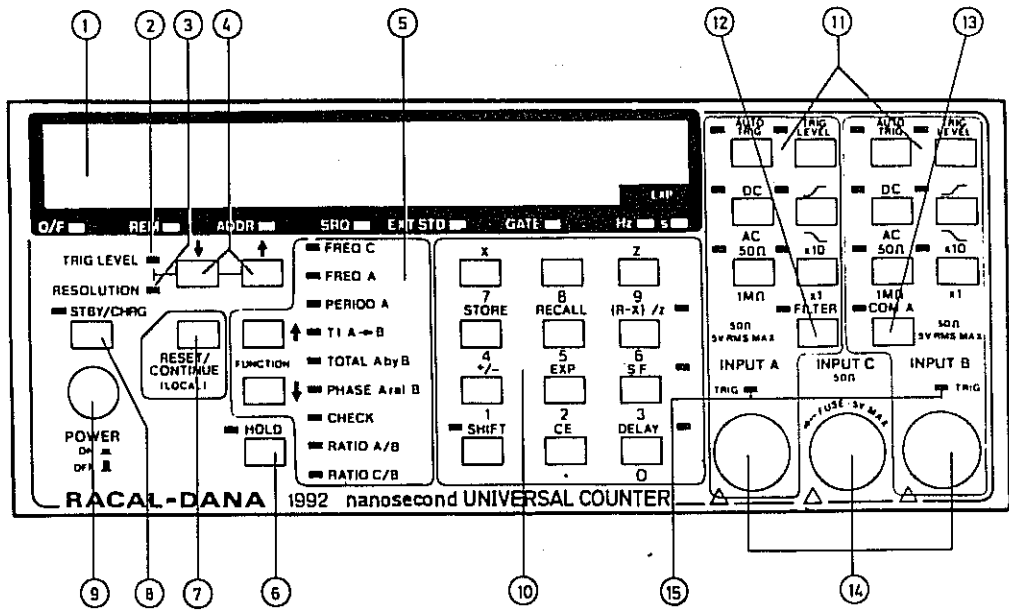 1 2 3 4 5 12 11 13
AUTO TRIG TRIG LEVEL AUTO TRIG TRIG LEVEL
EXP
O/F REM ADDR SRQ EXT STD GATE Hz s
DC DC
TRIG LEVEL
RESOLUTION
STBY/CHRG
RESET/
CONTINUE
(LOCAL)
POWER
ON
OFF
FUNCTION
HOLD
FREQ C
FREQ A
PERIOD A
T I A→B
TOTAL A by B
PHASE A rel B
CHECK
RATIO A/B
RATIO C/B
X Z
7 8 9
STORE RECALL (R-X)/Z
4 5 6
+/- EXP S F
1 2 3
SHIFT CE DELAY
. 0
AC
50Ω x10
1MΩ x1
FILTER
50Ω
5V RMS MAX
INPUT A
TRIG
AC
50Ω x10
1MΩ x1
COM A
50Ω
5V RMS MAX
INPUT C
50Ω
FUSE · 5V MAX
INPUT B
TRIG
RACAL-DANA 1992 nanosecond UNIVERSAL COUNTER
9 8 7 6 10 15 14